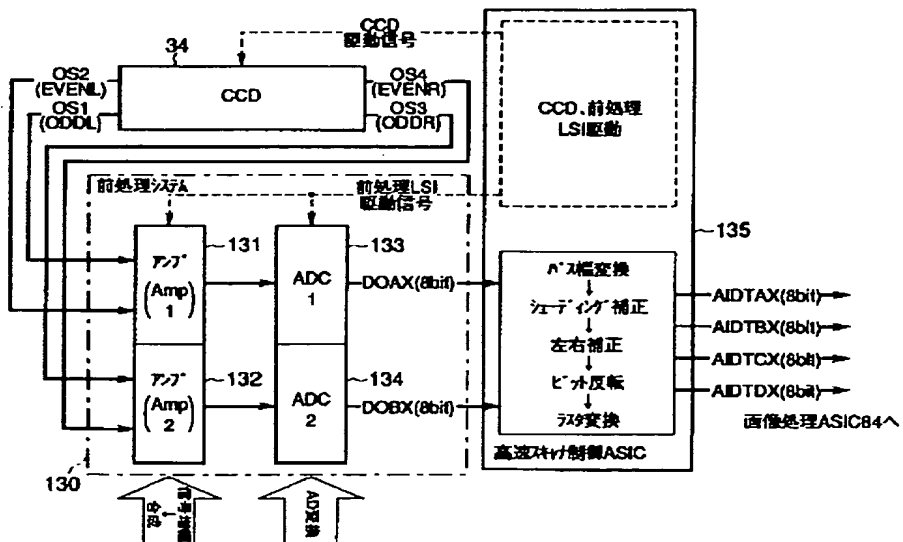 CCD
駆動信号
34
OS2
(EVENL)
OS1
(ODDL)
CCD
OS4
(EVENR)
OS3
(ODDR)
CCD、前処理
LSI駆動
前処理システム
前処理LSI
駆動信号
135
131
アンプ
(Amp 1)
133
ADC
1
DOAX(8bit)
アンプ
(Amp 2)
132
134
ADC
2
DOBX(8bit)
バス幅変換
↓
シェーディング補正
↓
左右補正
↓
ビット反転
↓
ラスタ変換
高速スキャナ制御ASIC
AIDTAX(8bit)
AIDTBX(8bit)
AIDTCX(8bit)
AIDTDX(8bit)
画像処理ASIC84へ
130
信号増幅
↓
合成
AD変換